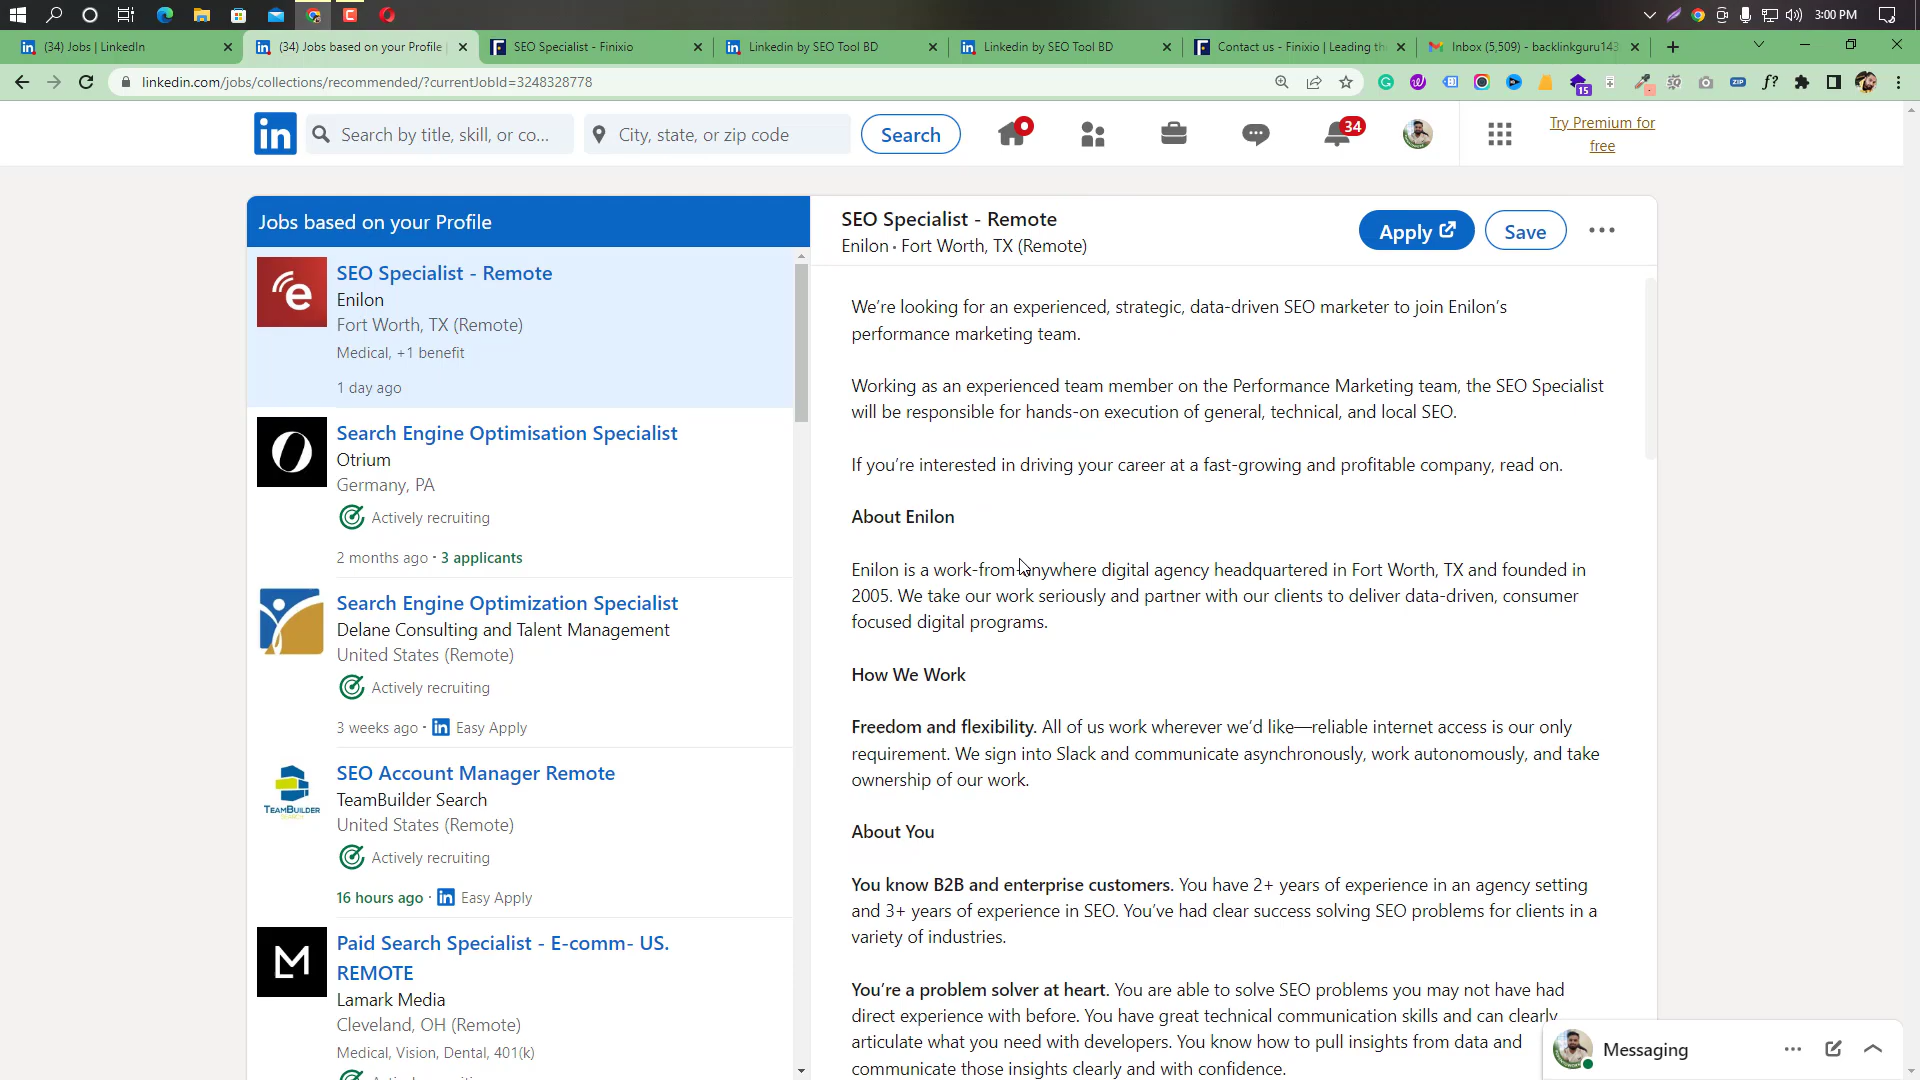 3:00 PM
(34) Jobs | LinkedIn
(34) Jobs based on your Profile
SEO Specialist - Finixio
Linkedin by SEO Tool BD
Linkedin by SEO Tool BD
Contact us - Finixio | Leading th
Inbox (5,509) - backlinkguru143
linkedin.com/jobs/collections/recommended/?currentJobId=3248328778
15
ZIP
f?
in
Search by title, skill, or co...
City, state, or zip code
Search
34
Try Premium for
free
Jobs based on your Profile
SEO Specialist - Remote
Enilon
Fort Worth, TX (Remote)
Medical, +1 benefit
1 day ago
Search Engine Optimisation Specialist
Otrium
Germany, PA
Actively recruiting
2 months ago · 3 applicants
Search Engine Optimization Specialist
Delane Consulting and Talent Management
United States (Remote)
Actively recruiting
3 weeks ago · in Easy Apply
SEO Account Manager Remote
TEAMBUILDER
SEARCH
TeamBuilder Search
United States (Remote)
Actively recruiting
16 hours ago · in Easy Apply
Paid Search Specialist - E-comm- US.
REMOTE
Lamark Media
Cleveland, OH (Remote)
Medical, Vision, Dental, 401(k)
SEO Specialist - Remote
Enilon · Fort Worth, TX (Remote)
Apply
Save
We're looking for an experienced, strategic, data-driven SEO marketer to join Enilon's
performance marketing team.
Working as an experienced team member on the Performance Marketing team, the SEO Specialist
will be responsible for hands-on execution of general, technical, and local SEO.
If you're interested in driving your career at a fast-growing and profitable company, read on.
About Enilon
Enilon is a work-from-anywhere digital agency headquartered in Fort Worth, TX and founded in
2005. We take our work seriously and partner with our clients to deliver data-driven, consumer
focused digital programs.
How We Work
Freedom and flexibility. All of us work wherever we'd like—reliable internet access is our only
requirement. We sign into Slack and communicate asynchronously, work autonomously, and take
ownership of our work.
About You
You know B2B and enterprise customers. You have 2+ years of experience in an agency setting
and 3+ years of experience in SEO. You've had clear success solving SEO problems for clients in a
variety of industries.
You're a problem solver at heart. You are able to solve SEO problems you may not have had
direct experience with before. You have great technical communication skills and can clearly
articulate what you need with developers. You know how to pull insights from data and
communicate those insights clearly and with confidence.
Messaging